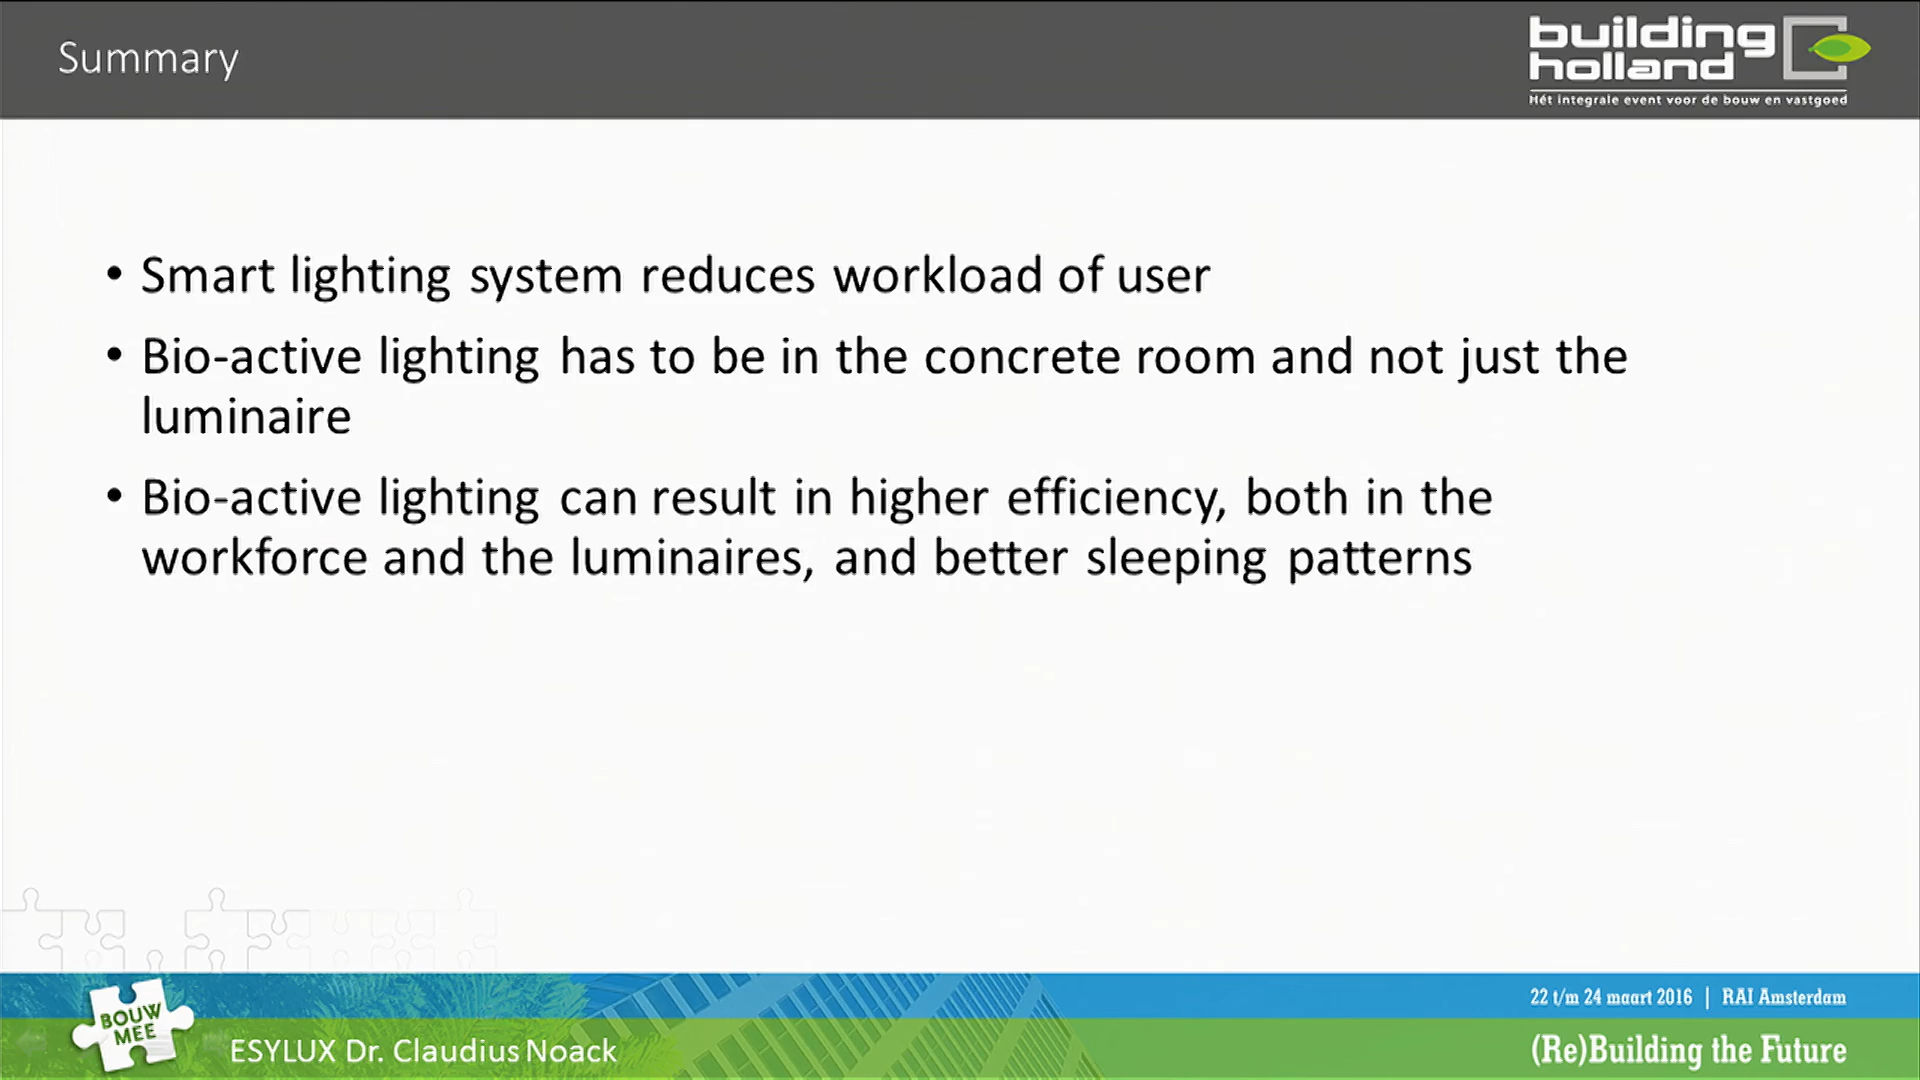 Summary
building
holland
Hét integrale event voor de bouw en vastgoed
• Smart lighting system reduces workload of user
• Bio-active lighting has to be in the concrete room and not just the
luminaire
• Bio-active lighting can result in higher efficiency, both in the
workforce and the luminaires, and better sleeping patterns
BOUW
MEE
ESYLUX Dr. Claudius Noack
22 t/m 24 maart 2016 | RAI Amsterdam
(Re)Building the Future